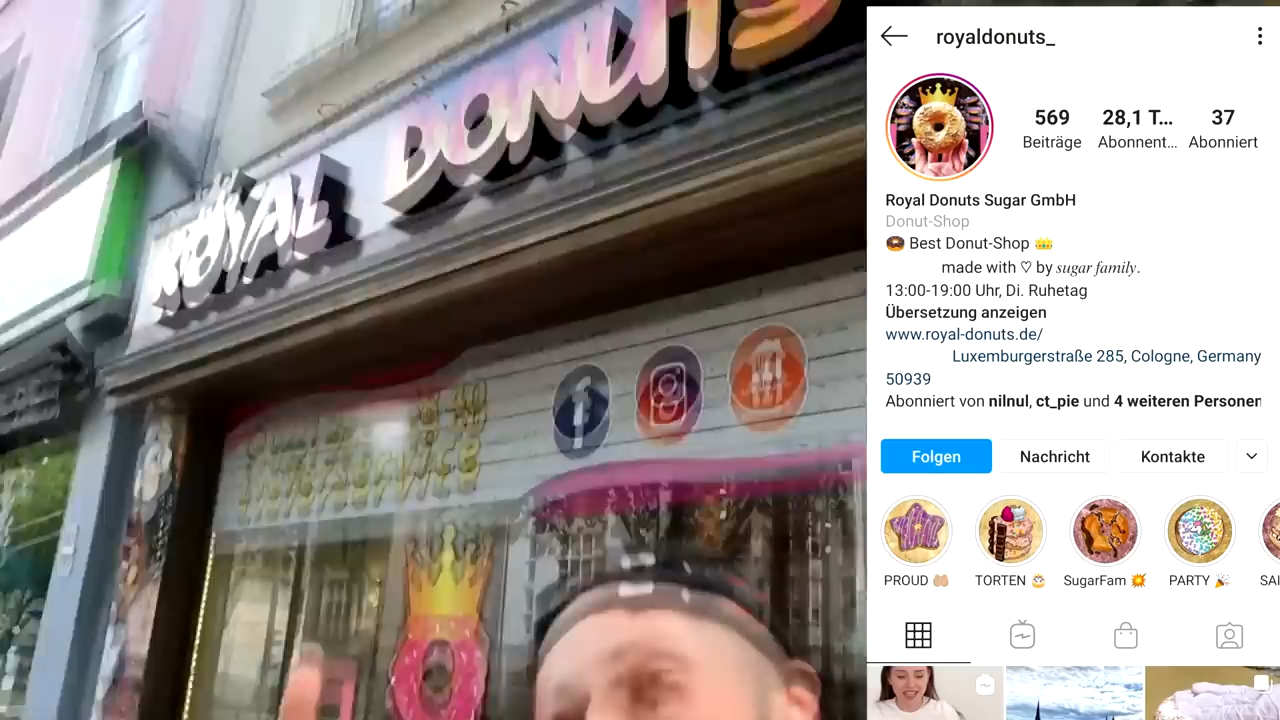 ROYAL DONUTS
royaldonuts_
569
28,1 T...
37
Beiträge
Abonnent...
Abonniert
Royal Donuts Sugar GmbH
Donut-Shop
🍩 Best Donut-Shop 👑
made with ♡ by sugar family.
13:00-19:00 Uhr, Di. Ruhetag
Übersetzung anzeigen
www.royal-donuts.de/
Luxemburgerstraße 285, Cologne, Germany
50939
Abonniert von nilnul, ct_pie und 4 weiteren Personen
Folgen
Nachricht
Kontakte
PROUD
TORTEN
SugarFam
PARTY